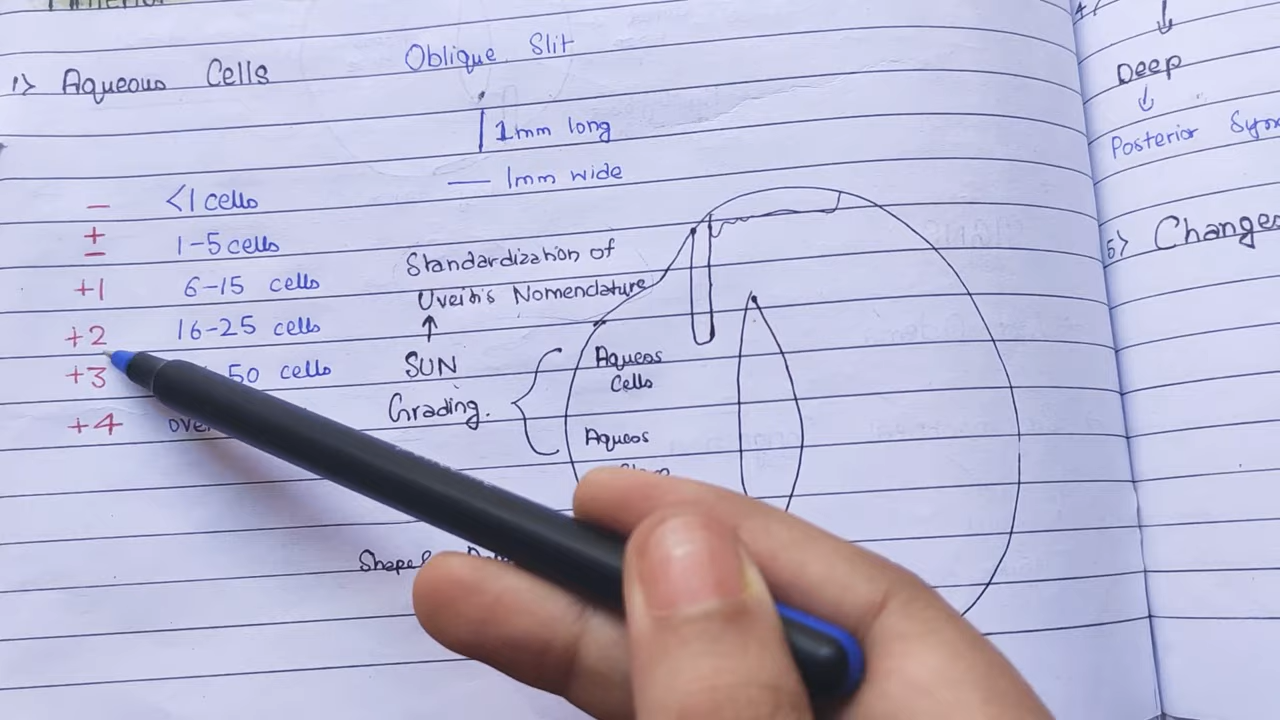 1) Aqueous Cells
Oblique Slit
1mm long
1mm wide
- <1 cells
± 1-5 cells
+1 6-15 cells
+2 16-25 cells
+3 50 cells
+4
Standardization of
Uveitis Nomenclature
↑
SUN
Grading.
Aqueos
Cells
Aqueos
Deep
↓
Posterior
5) Changes